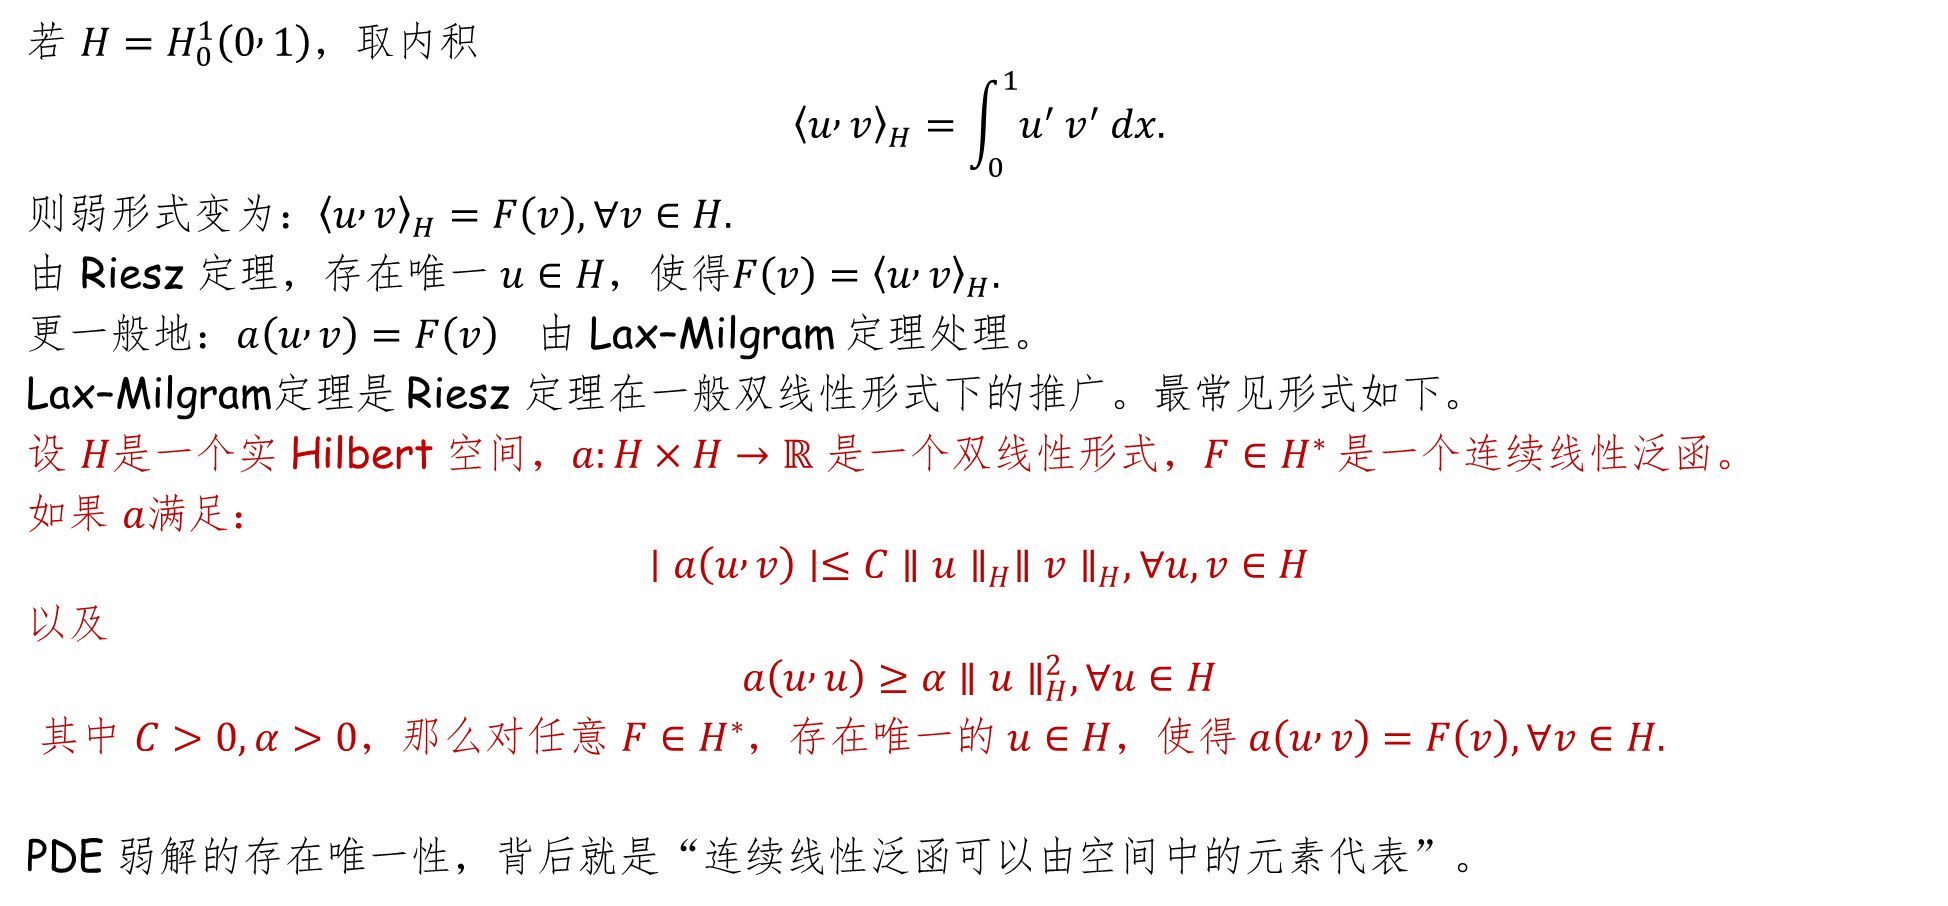 若 H = H₀¹(0, 1)，取内积
⟨u, v⟩_H = ∫₀¹ u′ v′ dx.
则弱形式变为：⟨u, v⟩_H = F(v), ∀v ∈ H.
由 Riesz 定理，存在唯一 u ∈ H，使得F(v) = ⟨u, v⟩_H.
更一般地：a(u, v) = F(v) 由 Lax–Milgram 定理处理。
Lax–Milgram定理是 Riesz 定理在一般双线性形式下的推广。最常见形式如下。
设 H是一个实 Hilbert 空间，a: H × H → ℝ 是一个双线性形式，F ∈ H* 是一个连续线性泛函。
如果 a满足：
| a(u, v) |≤ C ∥ u ∥_H∥ v ∥_H, ∀u, v ∈ H
以及
a(u, u) ≥ α ∥ u ∥_H^2, ∀u ∈ H
其中 C > 0, α > 0，那么对任意 F ∈ H*，存在唯一的 u ∈ H，使得 a(u, v) = F(v), ∀v ∈ H.
PDE 弱解的存在唯一性，背后就是“连续线性泛函可以由空间中的元素代表”。